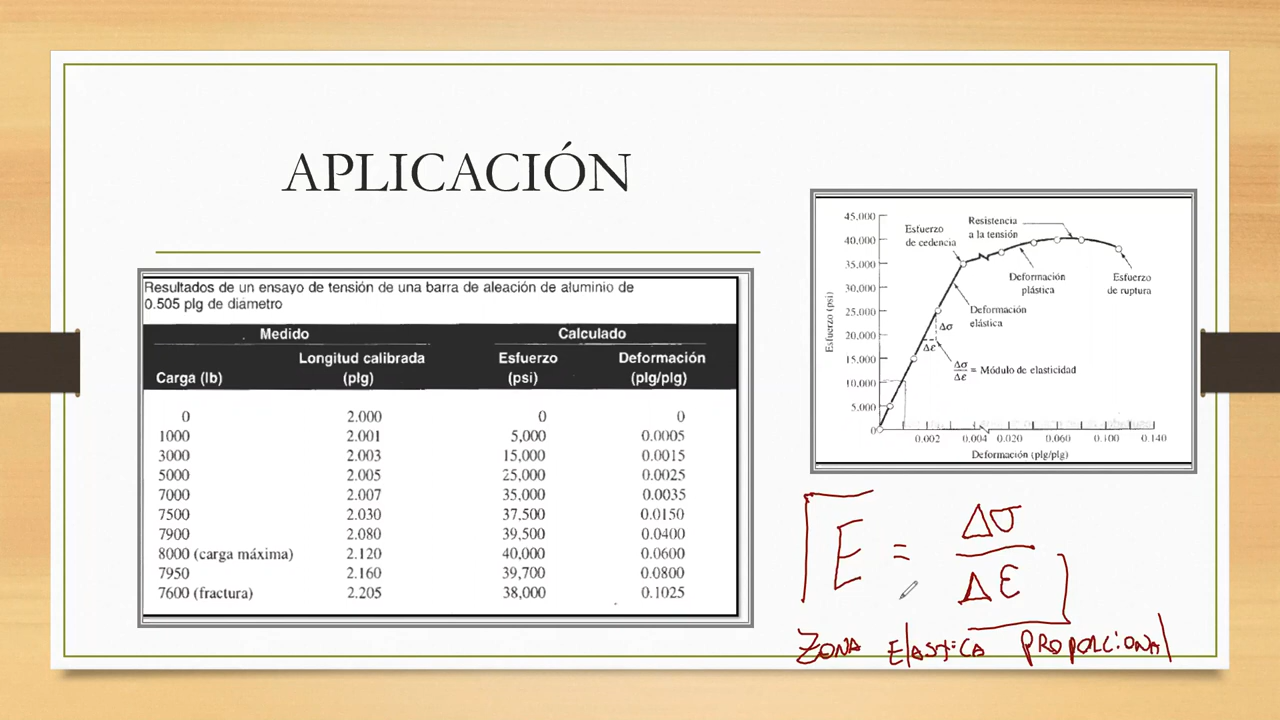 APLICACIÓN
Resultados de un ensayo de tensión de una barra de aleación de aluminio de
0.505 plg de diámetro
Medido Calculado
Longitud calibrada Esfuerzo Deformación
Carga (lb) (plg) (psi) (plg/plg)
0 2.000 0 0
1000 2.001 5,000 0.0005
3000 2.003 15,000 0.0015
5000 2.005 25,000 0.0025
7000 2.007 35,000 0.0035
7500 2.030 37,500 0.0150
7900 2.080 39,500 0.0400
8000 (carga máxima) 2.120 40,000 0.0600
7950 2.160 39,700 0.0800
7600 (fractura) 2.205 38,000 0.1025
45,000
40,000
35,000
30,000
25,000
20,000
15,000
10,000
5,000
0
Esfuerzo (psi)
Esfuerzo
de cedencia
Resistencia
a la tensión
Deformación
plástica
Esfuerzo
de ruptura
Deformación
elástica
Δσ
Δε
Δσ
Δε
= Módulo de elasticidad
0.002 0.004 0.020 0.060 0.100 0.140
Deformación (plg/plg)
E = Δσ
Δε
ZONA ElAStiCA PROPORCiONAl